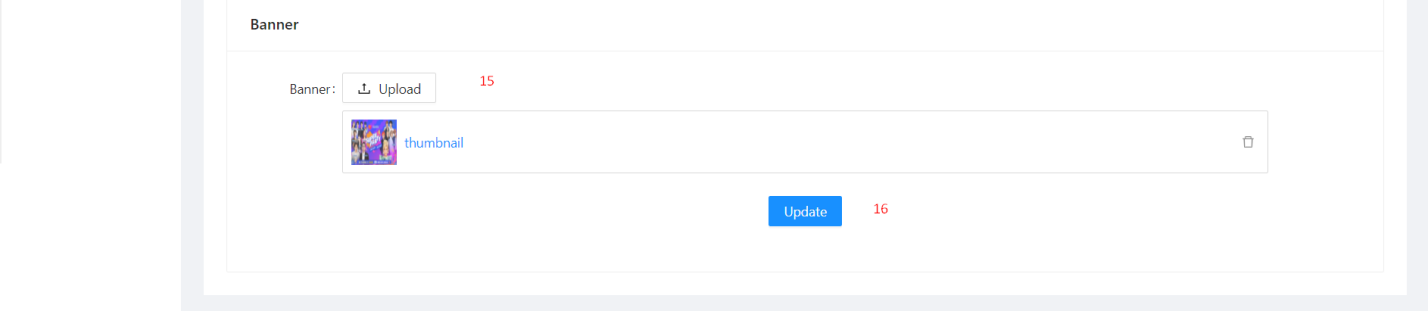 Banner
Banner: Upload 15
thumbnail
Update 16